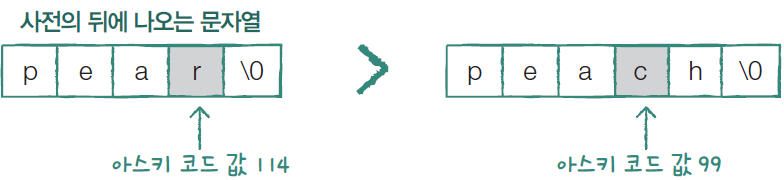 사전의 뒤에 나오는 문자열
p e a r \0 > p e a c h \0
아스키 코드 값 114 아스키 코드 값 99